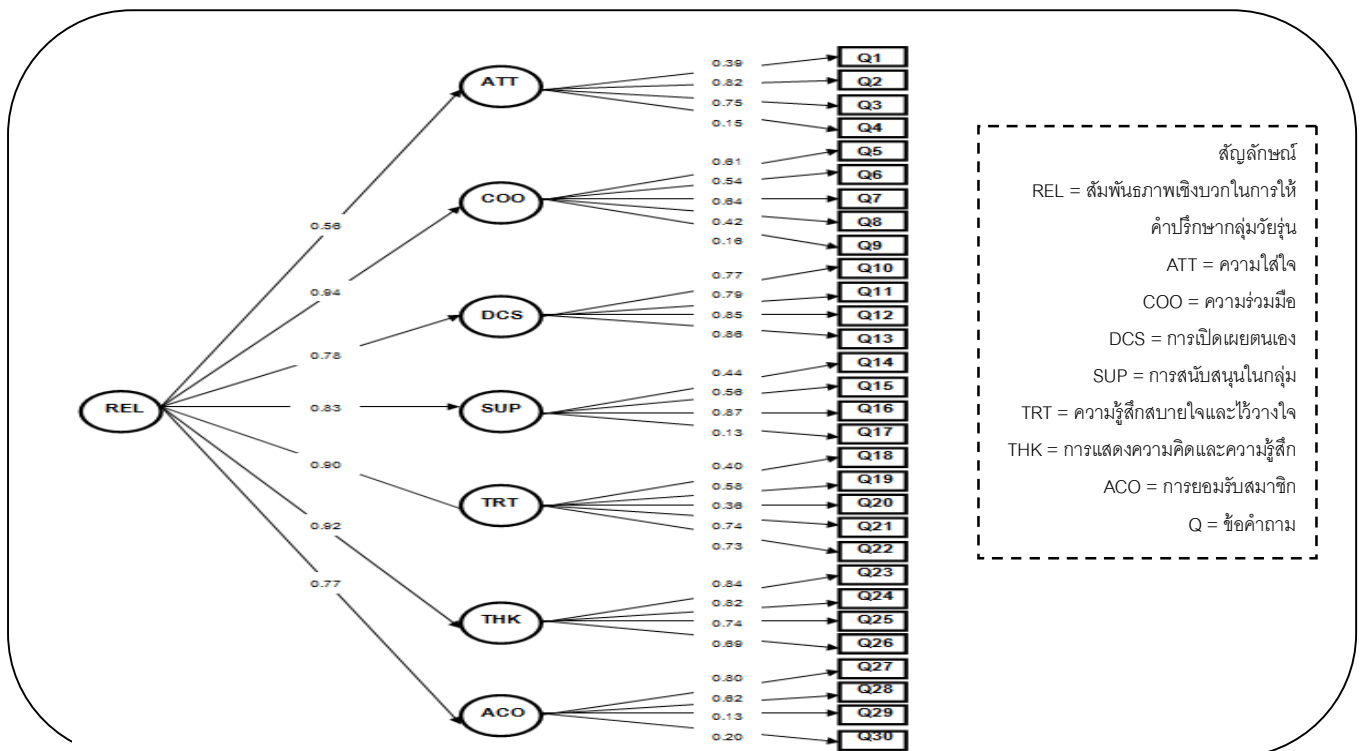 ATT
0.39
Q1
0.82
Q2
0.75
Q3
0.15
Q4
COO
0.61
Q5
0.54
Q6
0.64
Q7
0.42
Q8
0.16
Q9
DCS
0.77
Q10
0.79
Q11
0.85
Q12
0.86
Q13
SUP
0.44
Q14
0.56
Q15
0.87
Q16
0.13
Q17
TRT
0.40
Q18
0.58
Q19
0.36
Q20
0.74
Q21
0.73
Q22
THK
0.84
Q23
0.82
Q24
0.74
Q25
0.69
Q26
ACO
0.80
Q27
0.62
Q28
0.13
Q29
0.20
Q30
REL
0.56
0.94
0.78
0.83
0.90
0.92
0.77
สัญลักษณ์
REL = สัมพันธภาพเชิงบวกในการให้
คำปรึกษากลุ่มวัยรุ่น
ATT = ความใส่ใจ
COO = ความร่วมมือ
DCS = การเปิดเผยตนเอง
SUP = การสนับสนุนในกลุ่ม
TRT = ความรู้สึกสบายใจและไว้วางใจ
THK = การแสดงความคิดและความรู้สึก
ACO = การยอมรับสมาชิก
Q = ข้อคำถาม